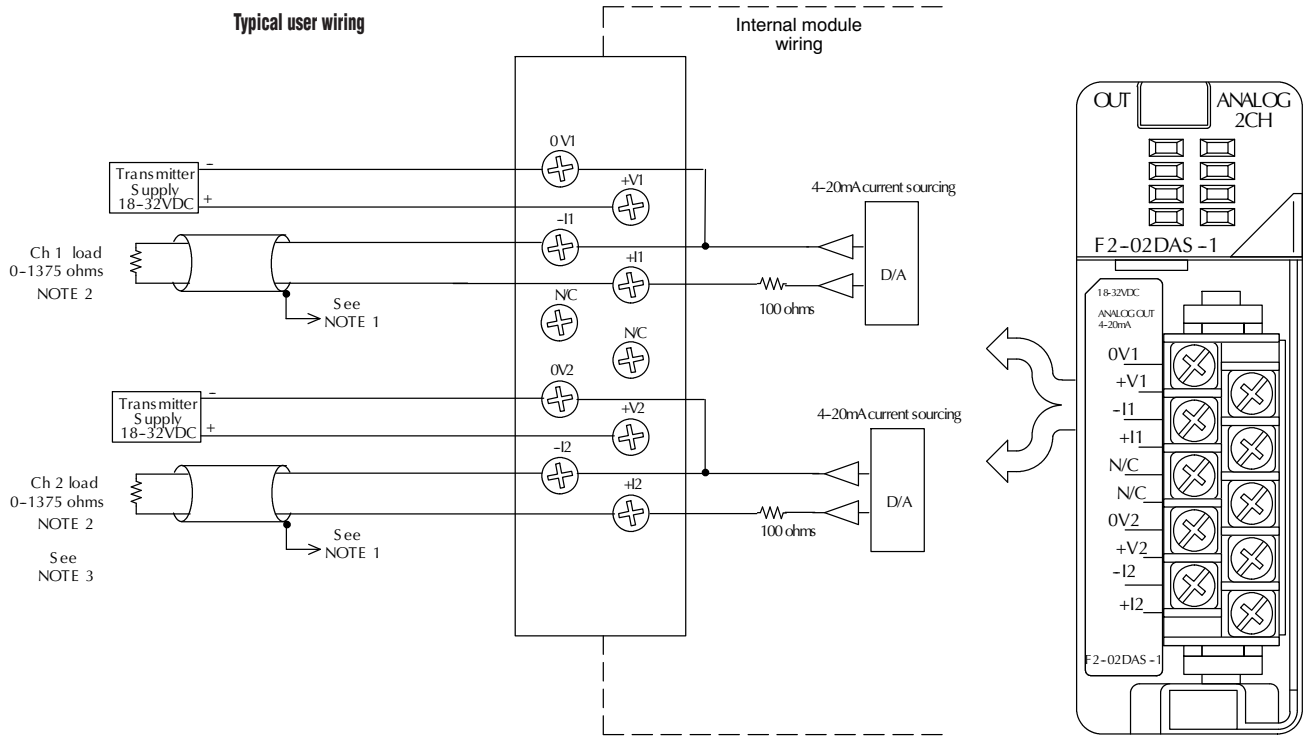 Typical user wiring
Internal module
wiring
0V1
+V1
-I1
+I1
N/C
N/C
0V2
+V2
-I2
+I2
-
Transmitter
Supply
18-32VDC
+
Ch 1 load
0-1375 ohms
NOTE 2
See
NOTE 1
4-20mA current sourcing
D/A
100 ohms
-
Transmitter
Supply
18-32VDC
+
Ch 2 load
0-1375 ohms
NOTE 2
See
NOTE 3
See
NOTE 1
4-20mA current sourcing
D/A
100 ohms
OUT
ANALOG
2CH
F2-02DAS-1
18-32VDC
ANALOG OUT
4-20mA
0V1
+V1
-I1
+I1
N/C
N/C
0V2
+V2
-I2
+I2
F2-02DAS-1